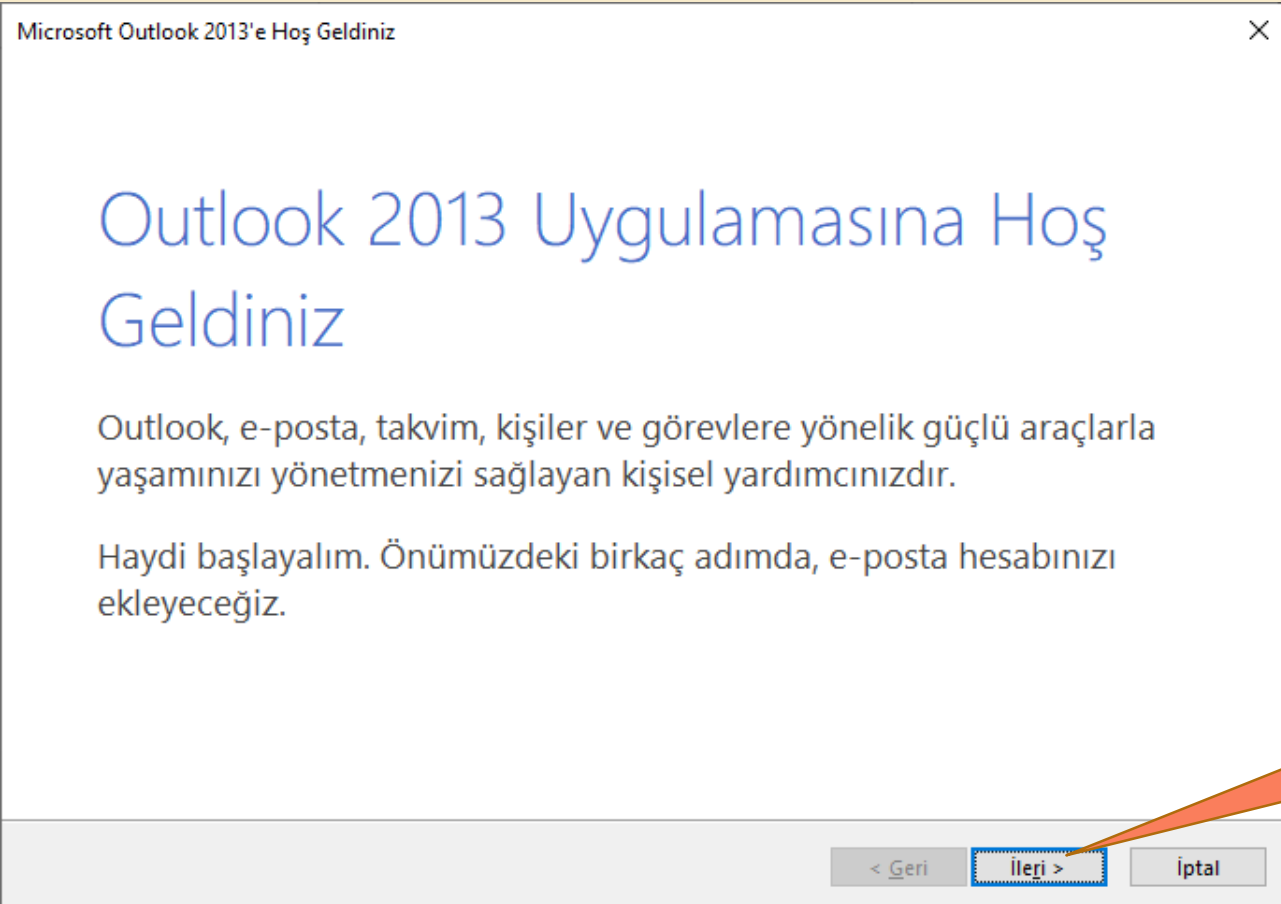 Microsoft Outlook 2013'e Hoş Geldiniz
Outlook 2013 Uygulamasına Hoş
Geldiniz
Outlook, e-posta, takvim, kişiler ve görevlere yönelik güçlü araçlarla
yaşamınızı yönetmenizi sağlayan kişisel yardımcınızdır.
Haydi başlayalım. Önümüzdeki birkaç adımda, e-posta hesabınızı
ekleyeceğiz.
< Geri İleri > İptal